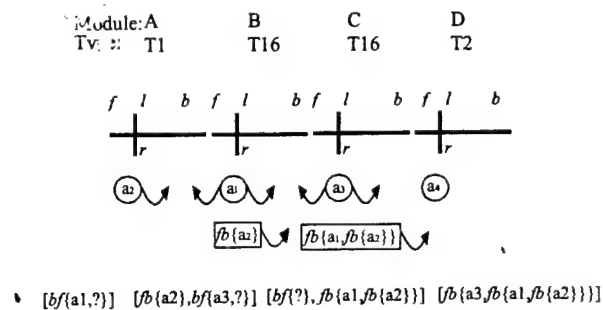 Module: A B C D
T1 T16 T16 T2
f l b f l b f l b f l b
r r r r
a2 a1 a3 a4
fb{a2} fb{a1,fb{a2}}
[bf{a1,?}] [fb{a2},bf{a3,?}] [bf{?},fb{a1,fb{a2}}] [fb{a3,fb{a1,fb{a2}}}]